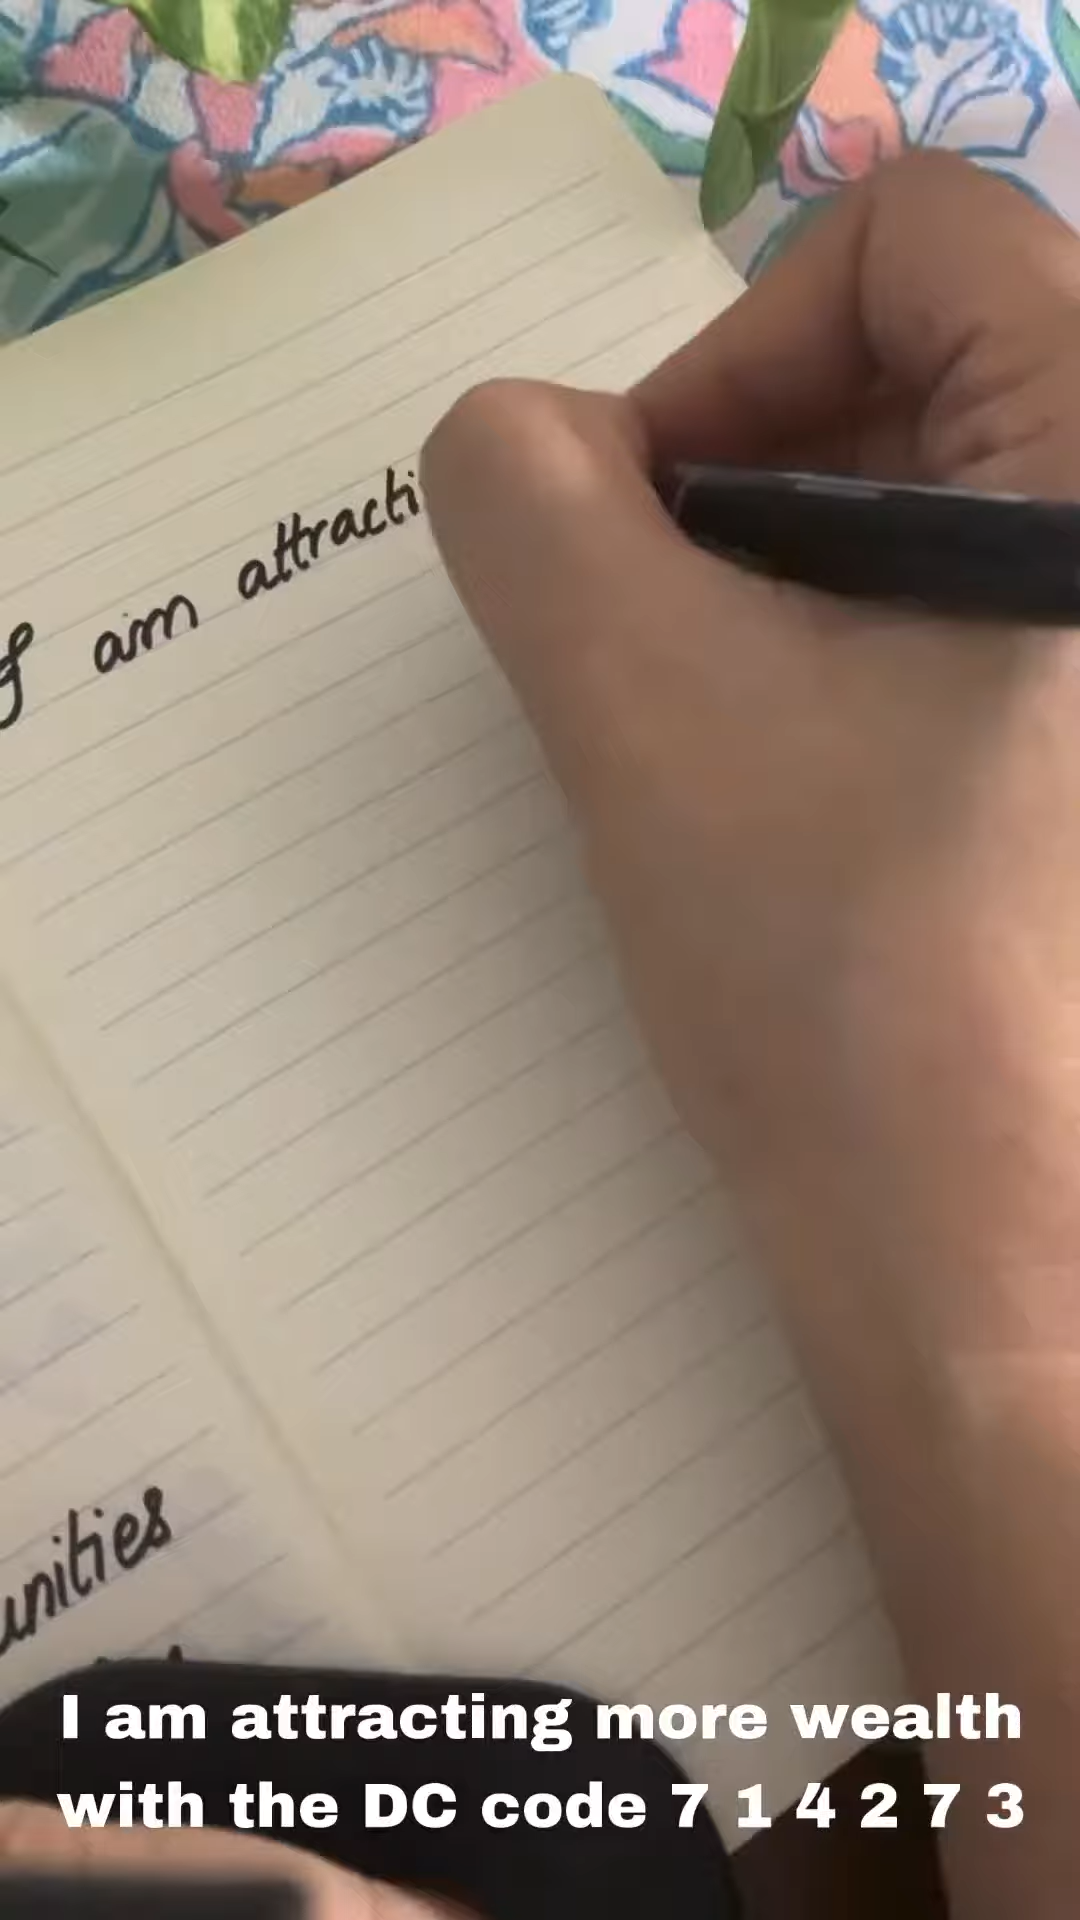 I am attracti
unities
I am attracting more wealth
with the DC code 7 1 4 2 7 3